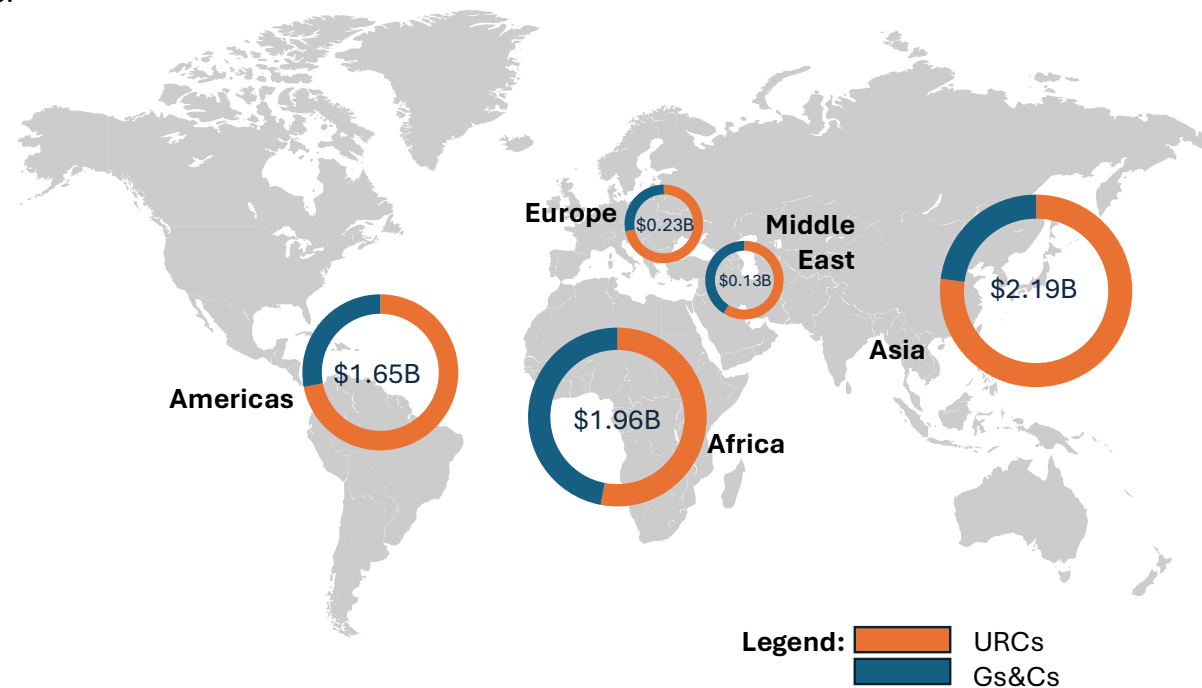 Europe
$0.23B
Middle
East
$0.13B
$2.19B
Asia
$1.65B
Americas
$1.96B
Africa
Legend:
URCs
Gs&Cs